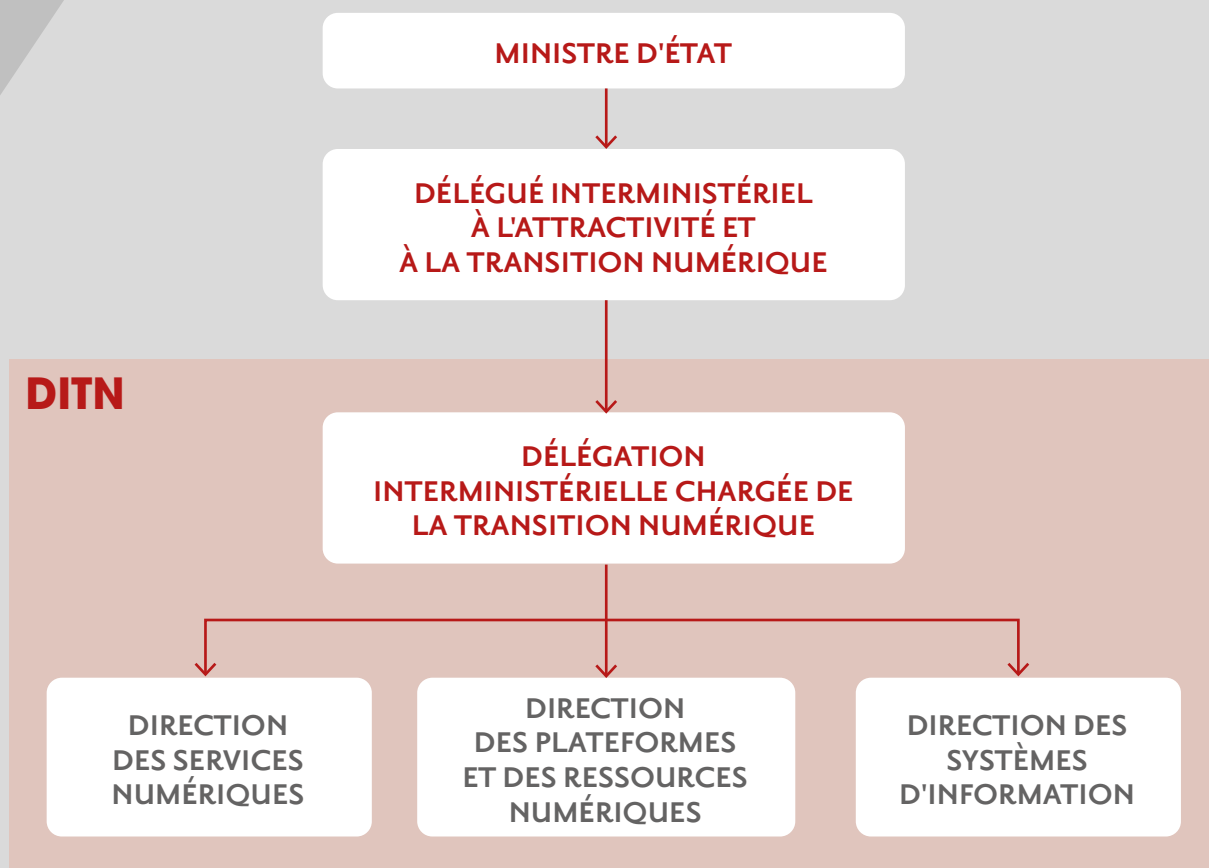 MINISTRE D'ÉTAT
DÉLÉGUÉ INTERMINISTÉRIEL
À L'ATTRACTIVITÉ ET
À LA TRANSITION NUMÉRIQUE
DITN
DÉLÉGATION
INTERMINISTÉRIELLE CHARGÉE DE
LA TRANSITION NUMÉRIQUE
DIRECTION
DES SERVICES
NUMÉRIQUES
DIRECTION
DES PLATEFORMES
ET DES RESSOURCES
NUMÉRIQUES
DIRECTION DES
SYSTÈMES
D'INFORMATION